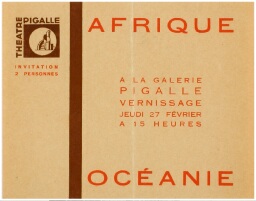 THEATRE PIGALLE
INVITATION
2 PERSONNES
AFRIQUE
A LA GALERIE
PIGALLE
VERNISSAGE
JEUDI 27 FÉVRIER
A 15 HEURES
OCÉANIE